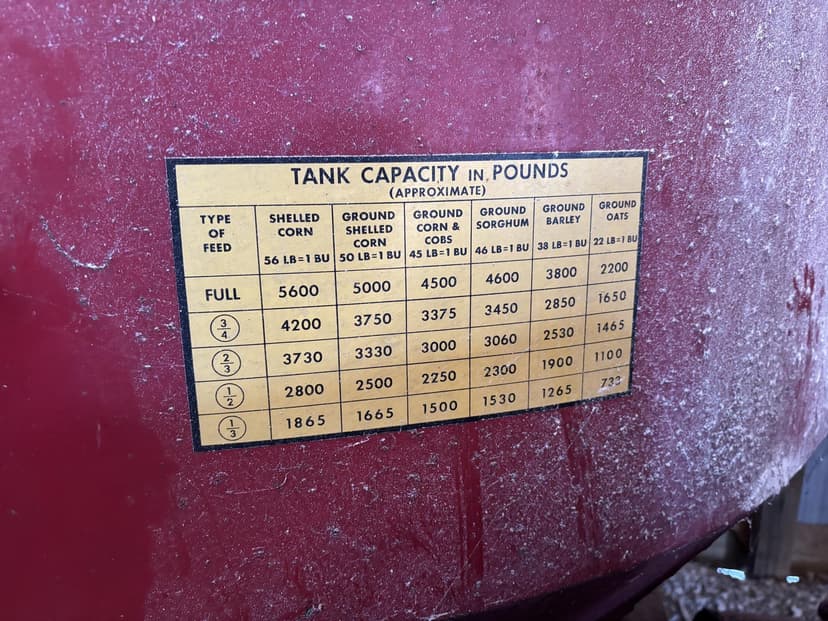 TANK CAPACITY IN POUNDS
(APPROXIMATE)
TYPE OF FEED SHELLED CORN 56 LB=1 BU GROUND SHELLED CORN 50 LB=1 BU GROUND CORN & COBS 45 LB=1 BU GROUND SORGHUM 46 LB=1 BU GROUND BARLEY 38 LB=1 BU GROUND OATS 22 LB=1 BU
FULL 5600 5000 4500 4600 3800 2200
3/4 4200 3750 3375 3450 2850 1650
2/3 3730 3330 3000 3060 2530 1465
1/2 2800 2500 2250 2300 1900 1100
1/3 1865 1665 1500 1530 1265 733